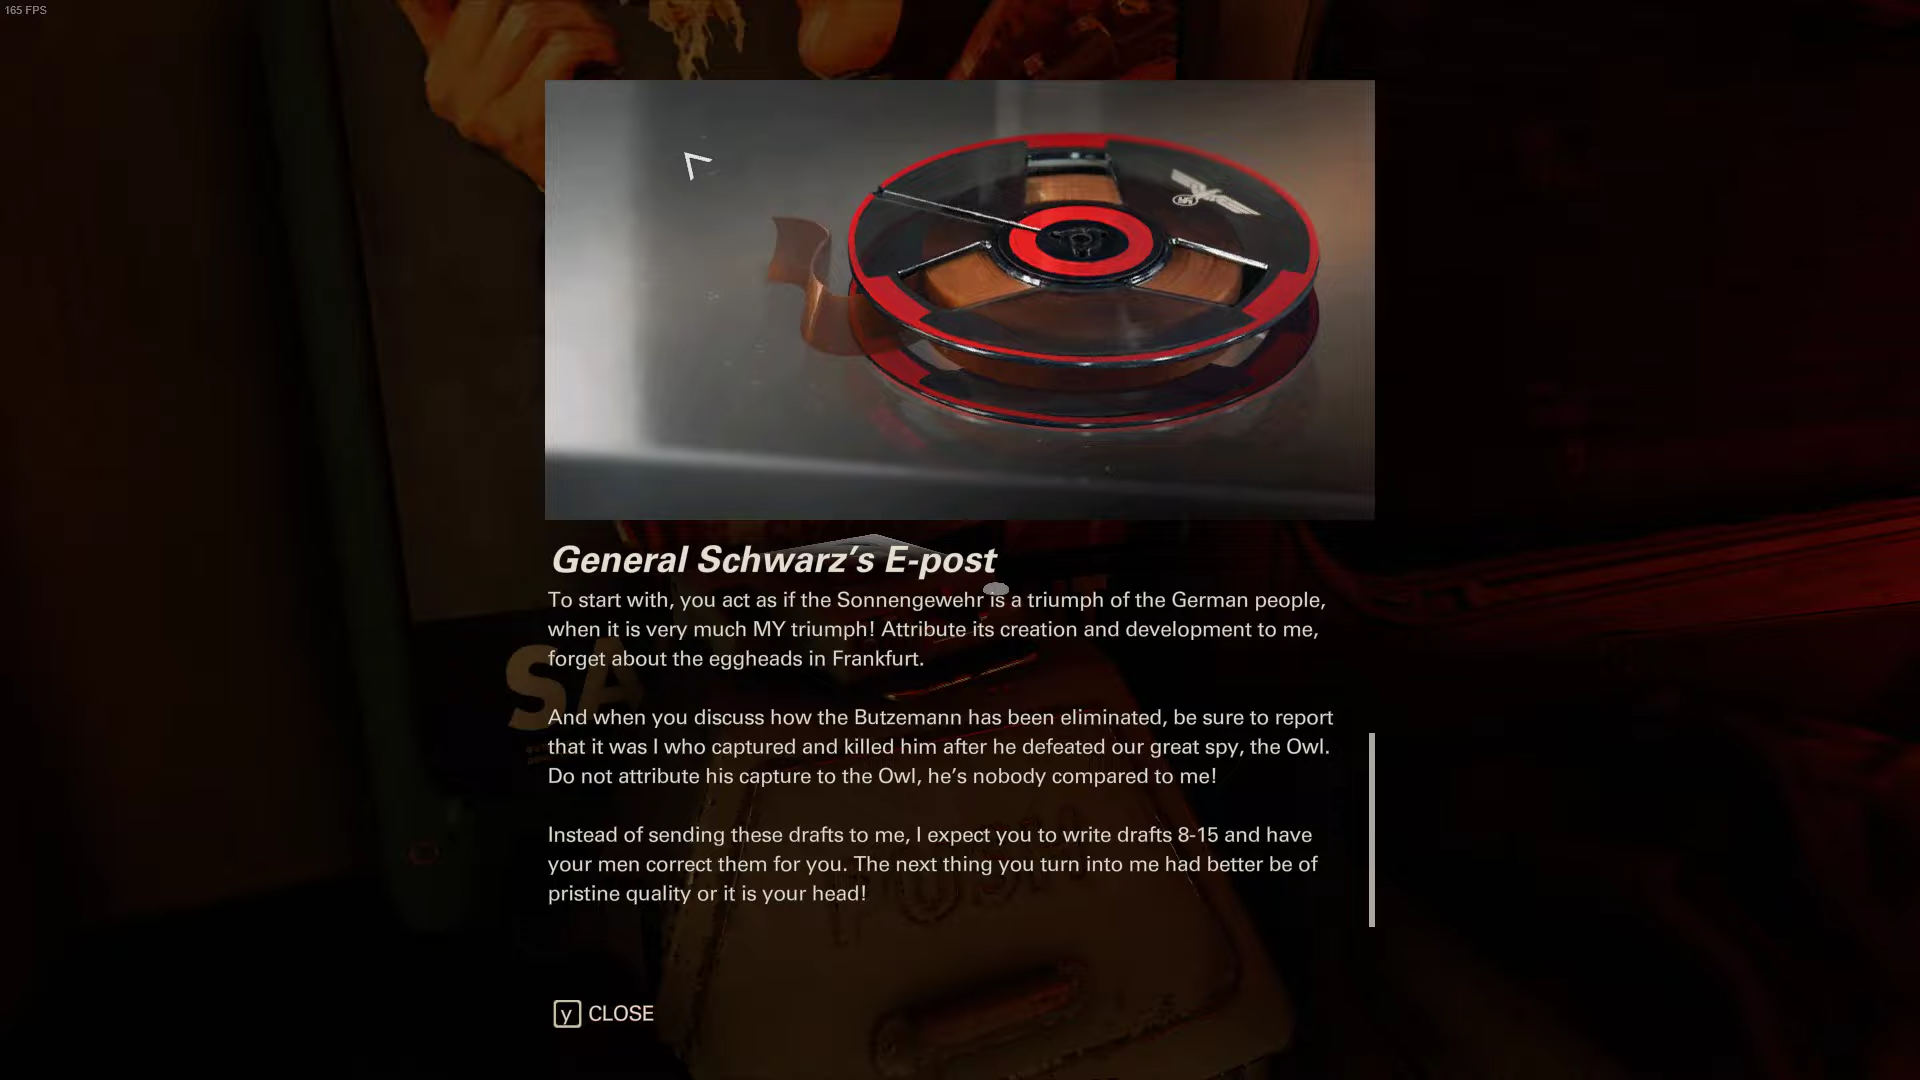 165 FPS
General Schwarz's E-post
To start with, you act as if the Sonnengewehr is a triumph of the German people,
when it is very much MY triumph! Attribute its creation and development to me,
forget about the eggheads in Frankfurt.
SA
And when you discuss how the Butzemann has been eliminated, be sure to report
that it was I who captured and killed him after he defeated our great spy, the Owl.
Do not attribute his capture to the Owl, he's nobody compared to me!
Instead of sending these drafts to me, I expect you to write drafts 8-15 and have
your men correct them for you. The next thing you turn into me had better be of
pristine quality or it is your head!
PUSH
y CLOSE